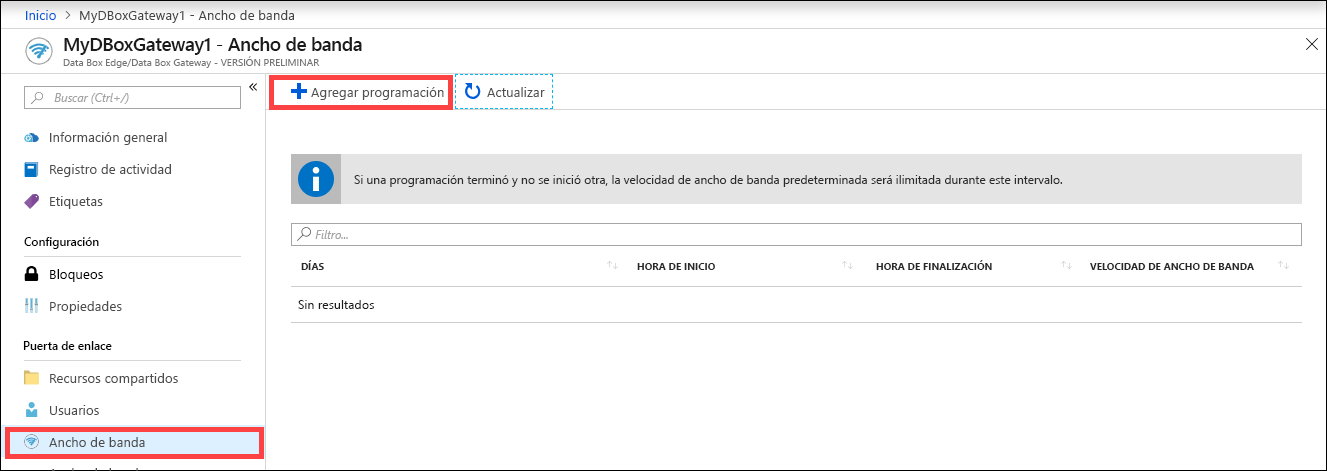 Inicio > MyDBoxGateway1 - Ancho de banda
MyDBoxGateway1 - Ancho de banda
Data Box Edge/Data Box Gateway - VERSIÓN PRELIMINAR
Buscar (Ctrl+/)
«
Información general
Registro de actividad
Etiquetas
Configuración
Bloqueos
Propiedades
Puerta de enlace
Recursos compartidos
Usuarios
Ancho de banda
Agregar programación Actualizar
Si una programación terminó y no se inició otra, la velocidad de ancho de banda predeterminada será ilimitada durante este intervalo.
Filtro...
DÍAS HORA DE INICIO HORA DE FINALIZACIÓN VELOCIDAD DE ANCHO DE BANDA
Sin resultados